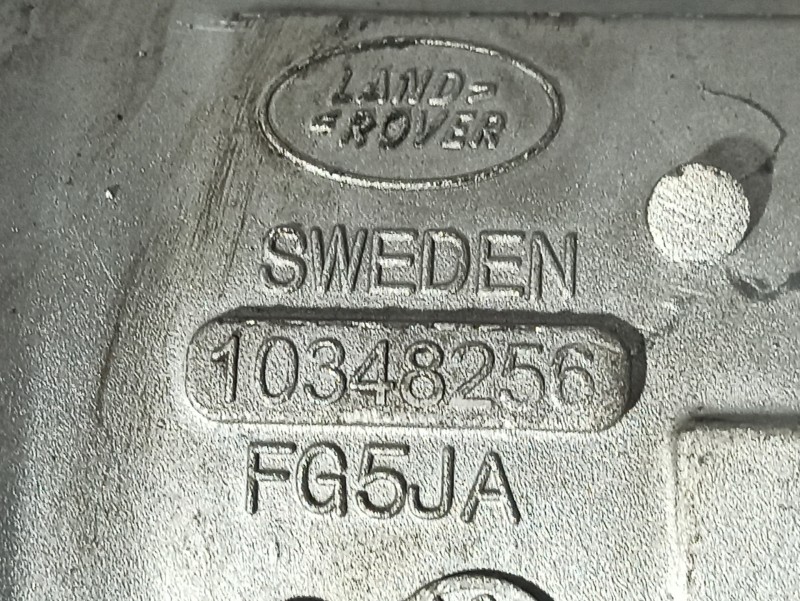 LAND-
-ROVER
SWEDEN
10348256
FG5JA